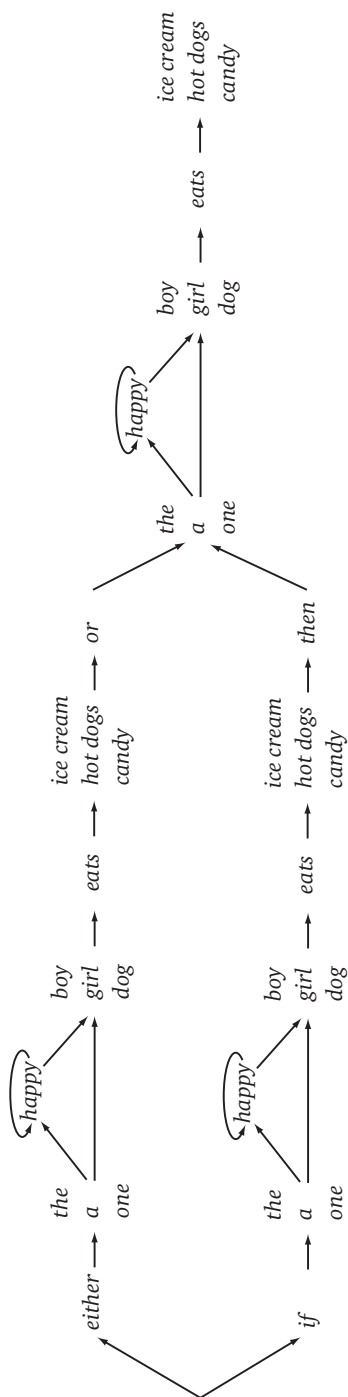 either
the
a
one
happy
boy
girl
dog
eats
ice cream
hot dogs
candy
or
if
the
a
one
happy
boy
girl
dog
eats
ice cream
hot dogs
candy
then
the
a
one
happy
boy
girl
dog
eats
ice cream
hot dogs
candy